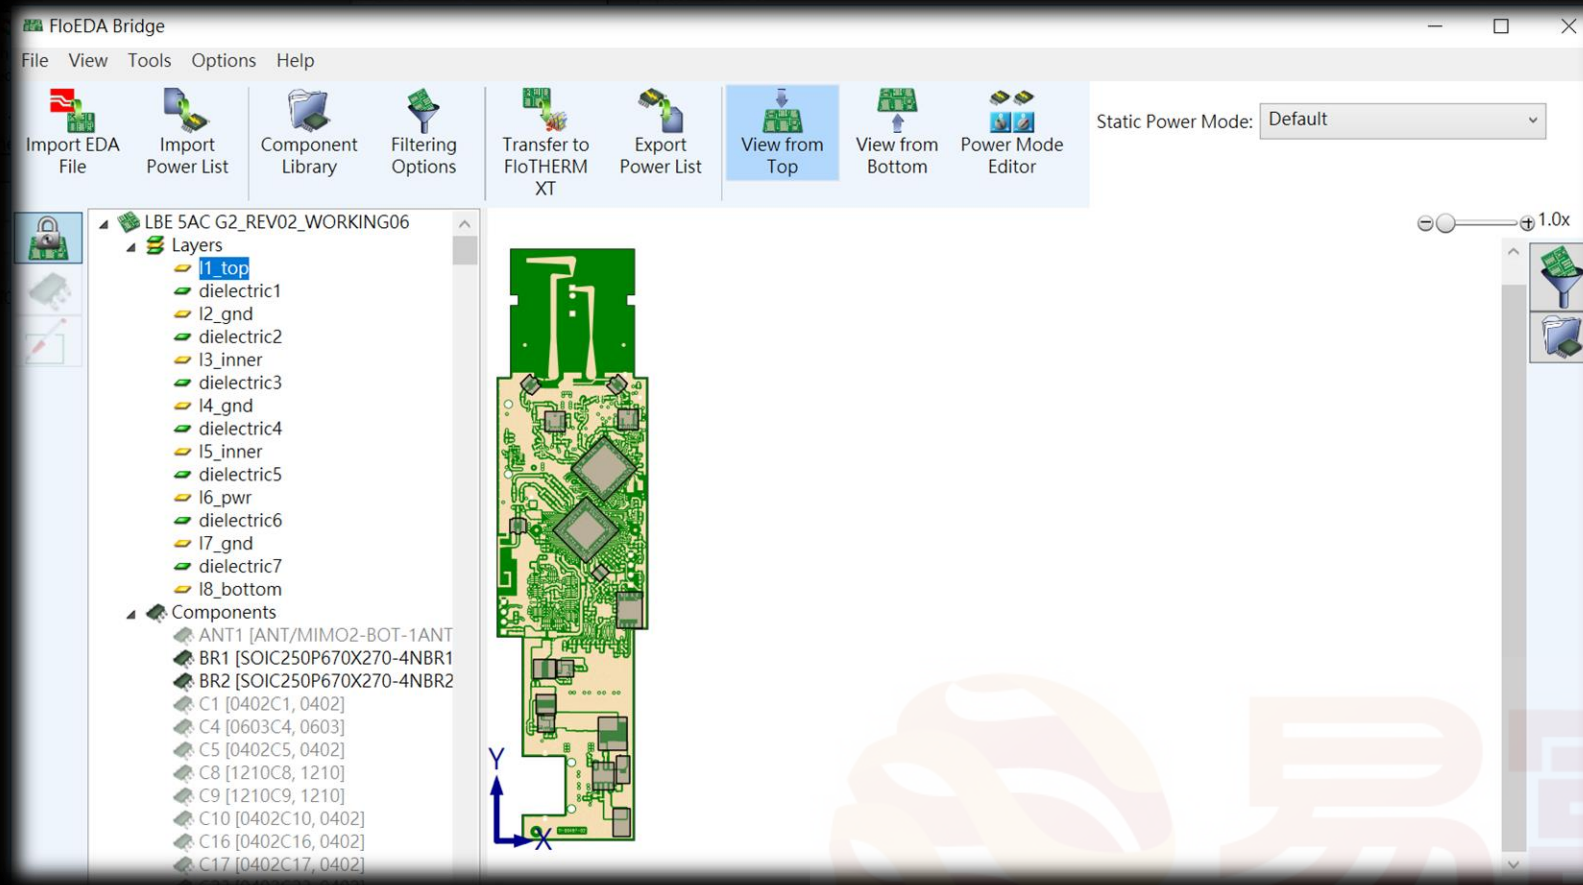 FloEDA Bridge
File View Tools Options Help
Import EDA File
Import Power List
Component Library
Filtering Options
Transfer to FloTHERM XT
Export Power List
View from Top
View from Bottom
Power Mode Editor
Static Power Mode: Default
1.0x
LBE 5AC G2_REV02_WORKING06
Layers
l1_top
dielectric1
l2_gnd
dielectric2
l3_inner
dielectric3
l4_gnd
dielectric4
l5_inner
dielectric5
l6_pwr
dielectric6
l7_gnd
dielectric7
l8_bottom
Components
ANT1 [ANT/MIMO2-BOT-1ANT
BR1 [SOIC250P670X270-4NBR1
BR2 [SOIC250P670X270-4NBR2
C1 [0402C1, 0402]
C4 [0603C4, 0603]
C5 [0402C5, 0402]
C8 [1210C8, 1210]
C9 [1210C9, 1210]
C10 [0402C10, 0402]
C16 [0402C16, 0402]
C17 [0402C17, 0402]
Y
X
易